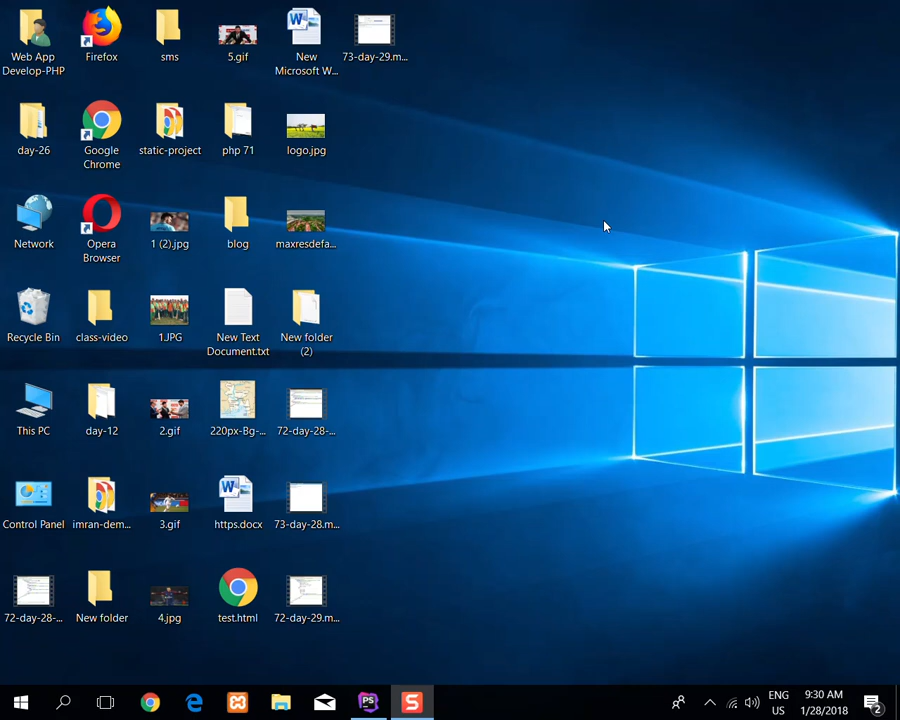 Web App
Develop-PHP
Firefox
sms
5.gif
New
Microsoft W...
73-day-29.m...
day-26
Google
Chrome
static-project
php 71
logo.jpg
Network
Opera
Browser
1 (2).jpg
blog
maxresdefa...
Recycle Bin
class-video
1.JPG
New Text
Document.txt
New folder
(2)
This PC
day-12
2.gif
220px-Bg-...
72-day-28-...
Control Panel
imran-dem...
3.gif
https.docx
73-day-28.m...
72-day-28-...
New folder
4.jpg
test.html
72-day-29.m...
PS
S
ENG
US
9:30 AM
1/28/2018
2